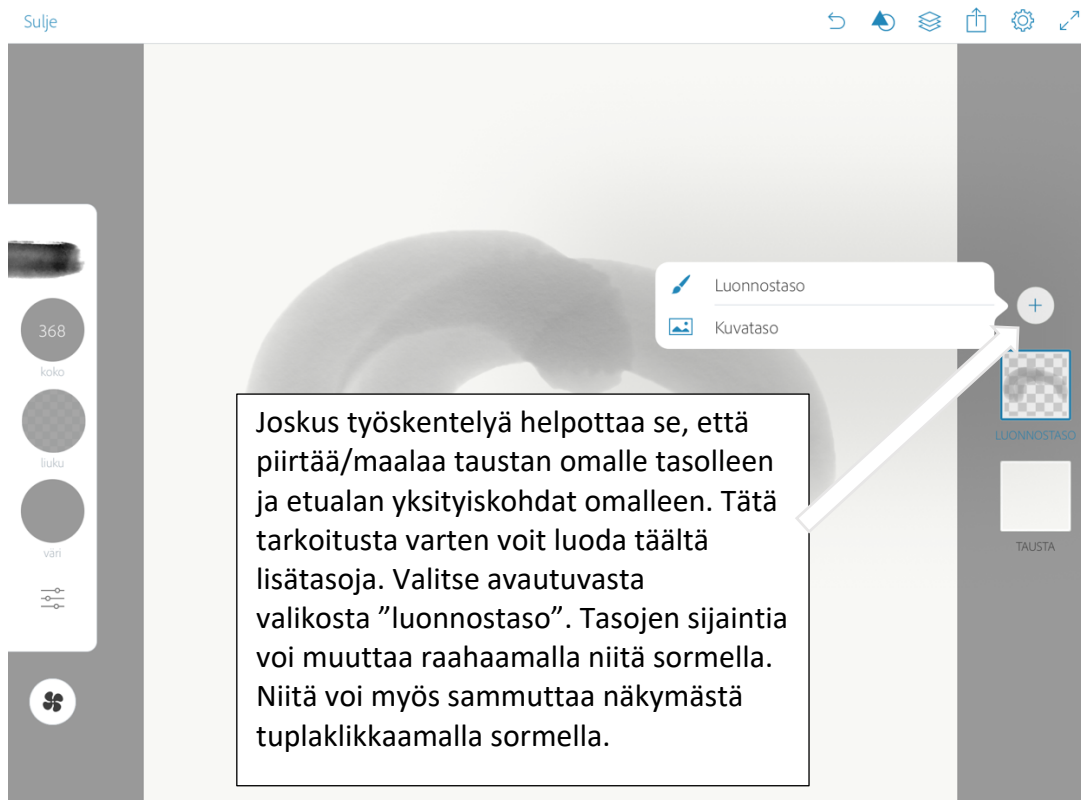 Sulje
368
koko
liuku
väri
Luonnostaso
Kuvataso
LUONNOSTASO
TAUSTA
Joskus työskentelyä helpottaa se, että
piirtää/maalaa taustan omalle tasolleen
ja etualan yksityiskohdat omalleen. Tätä
tarkoitusta varten voit luoda täältä
lisätasoja. Valitse avautuvasta
valikosta ”luonnostaso”. Tasojen sijaintia
voi muuttaa raahaamalla niitä sormella.
Niitä voi myös sammuttaa näkymästä
tuplaklikkaamalla sormella.